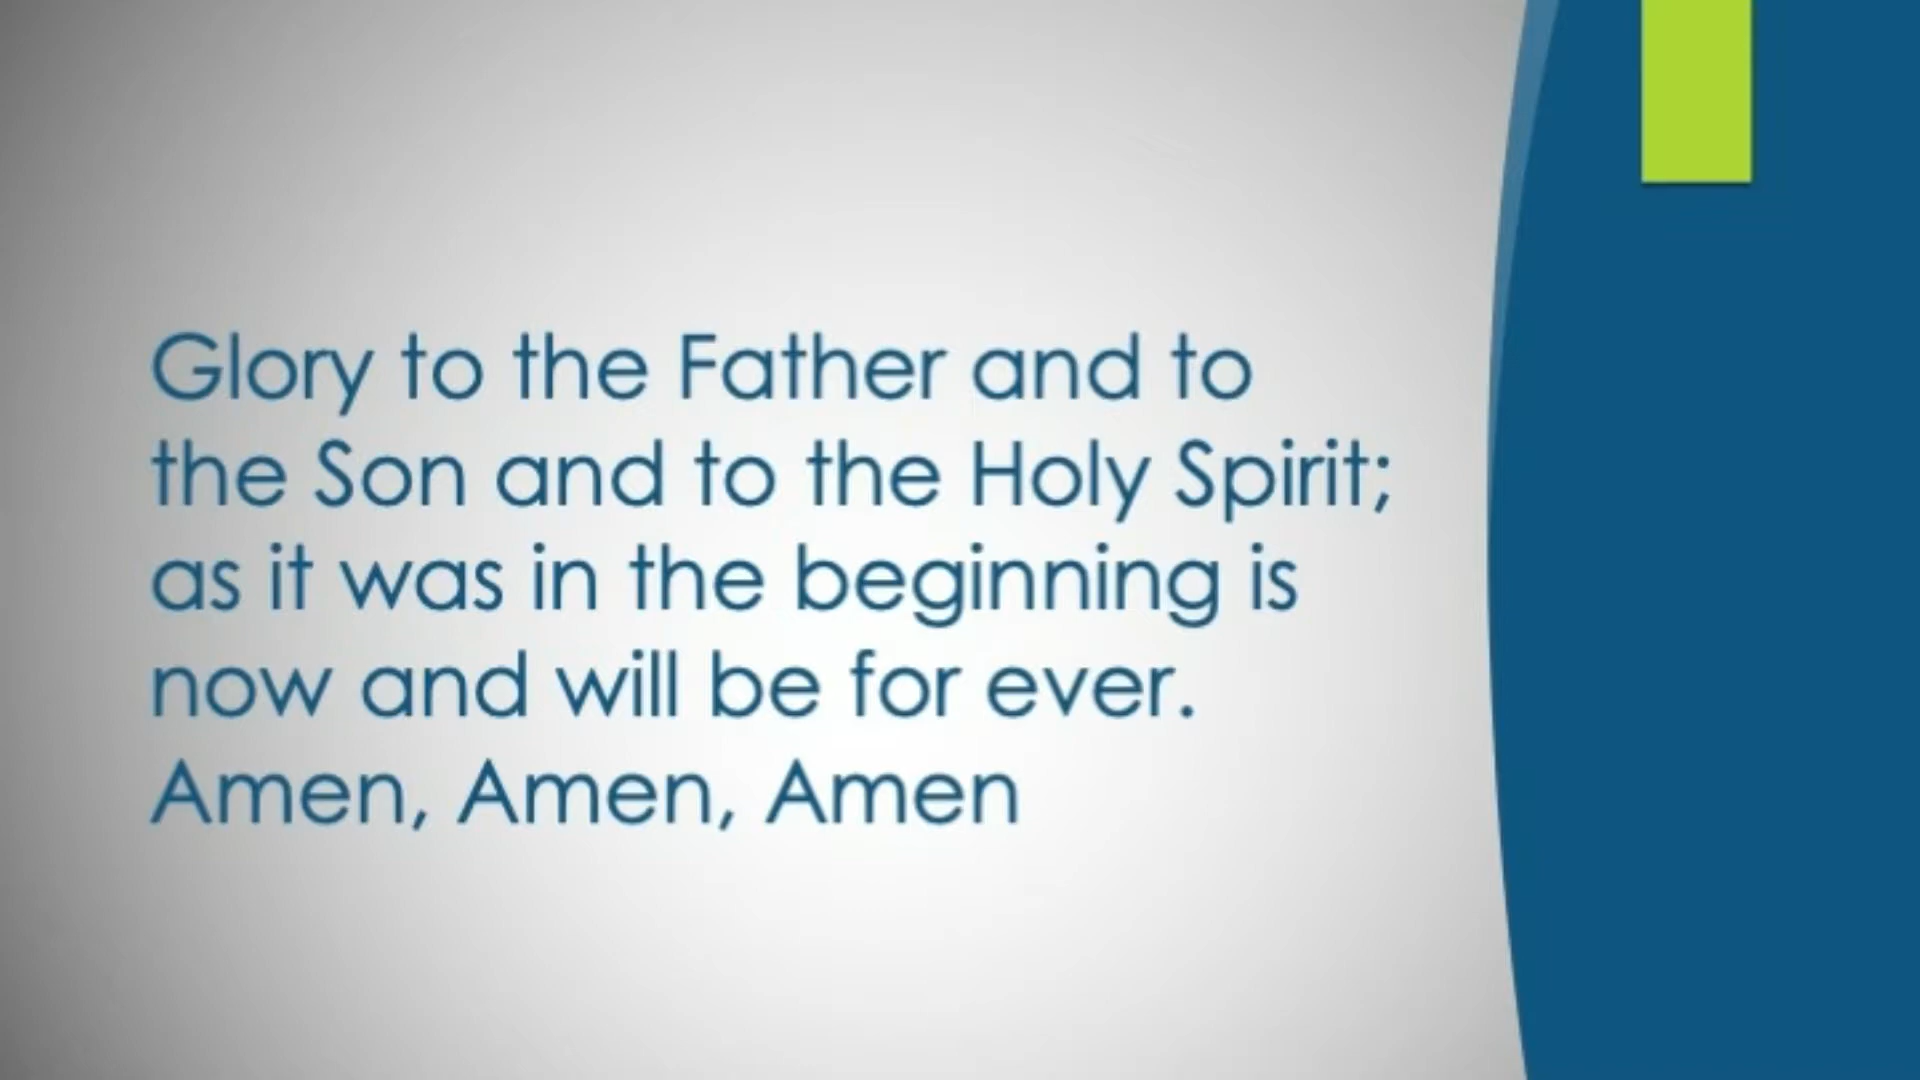 Glory to the Father and to
the Son and to the Holy Spirit;
as it was in the beginning is
now and will be for ever.
Amen, Amen, Amen